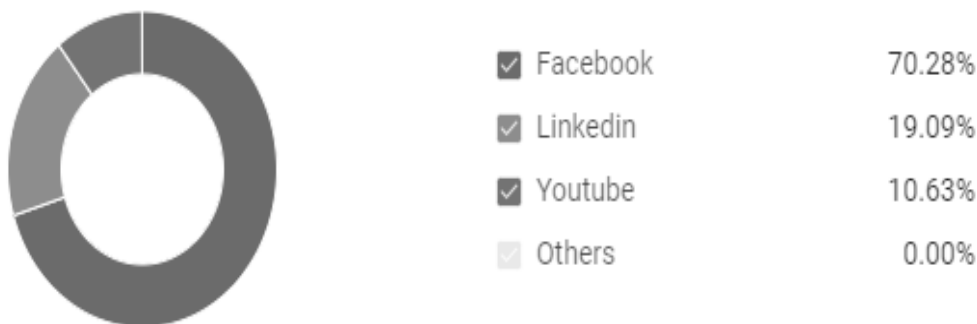 Facebook 70.28%
Linkedin 19.09%
Youtube 10.63%
Others 0.00%